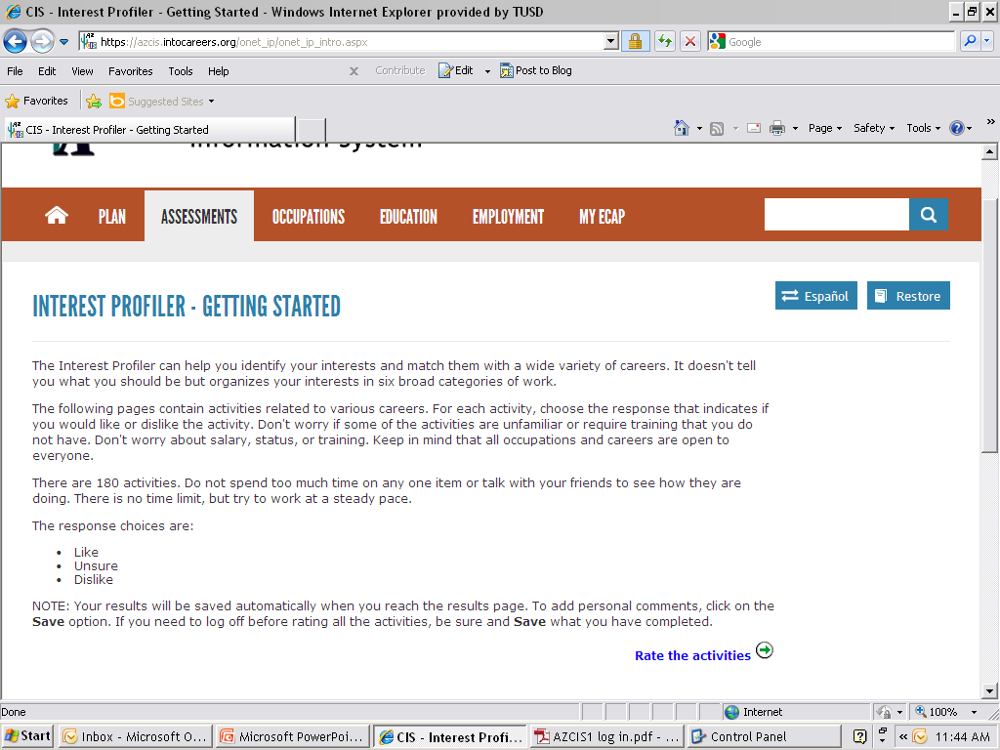 CIS - Interest Profiler - Getting Started - Windows Internet Explorer provided by TUSD
https://azcis.intocareers.org/onet_ip/onet_ip_intro.aspx
Google
File Edit View Favorites Tools Help x Contribute Edit Post to Blog
Favorites Suggested Sites
CIS - Interest Profiler - Getting Started
Page Safety Tools
Information System
PLAN ASSESSMENTS OCCUPATIONS EDUCATION EMPLOYMENT MY ECAP
INTEREST PROFILER - GETTING STARTED
Español Restore
The Interest Profiler can help you identify your interests and match them with a wide variety of careers. It doesn't tell
you what you should be but organizes your interests in six broad categories of work.
The following pages contain activities related to various careers. For each activity, choose the response that indicates if
you would like or dislike the activity. Don't worry if some of the activities are unfamiliar or require training that you do
not have. Don't worry about salary, status, or training. Keep in mind that all occupations and careers are open to
everyone.
There are 180 activities. Do not spend too much time on any one item or talk with your friends to see how they are
doing. There is no time limit, but try to work at a steady pace.
The response choices are:
• Like
• Unsure
• Dislike
NOTE: Your results will be saved automatically when you reach the results page. To add personal comments, click on the
Save option. If you need to log off before rating all the activities, be sure and Save what you have completed.
Rate the activities
Done Internet 100%
Start Inbox - Microsoft O... Microsoft PowerPoi... CIS - Interest Profi... AZCIS1 log in.pdf - ... Control Panel 11:44 AM